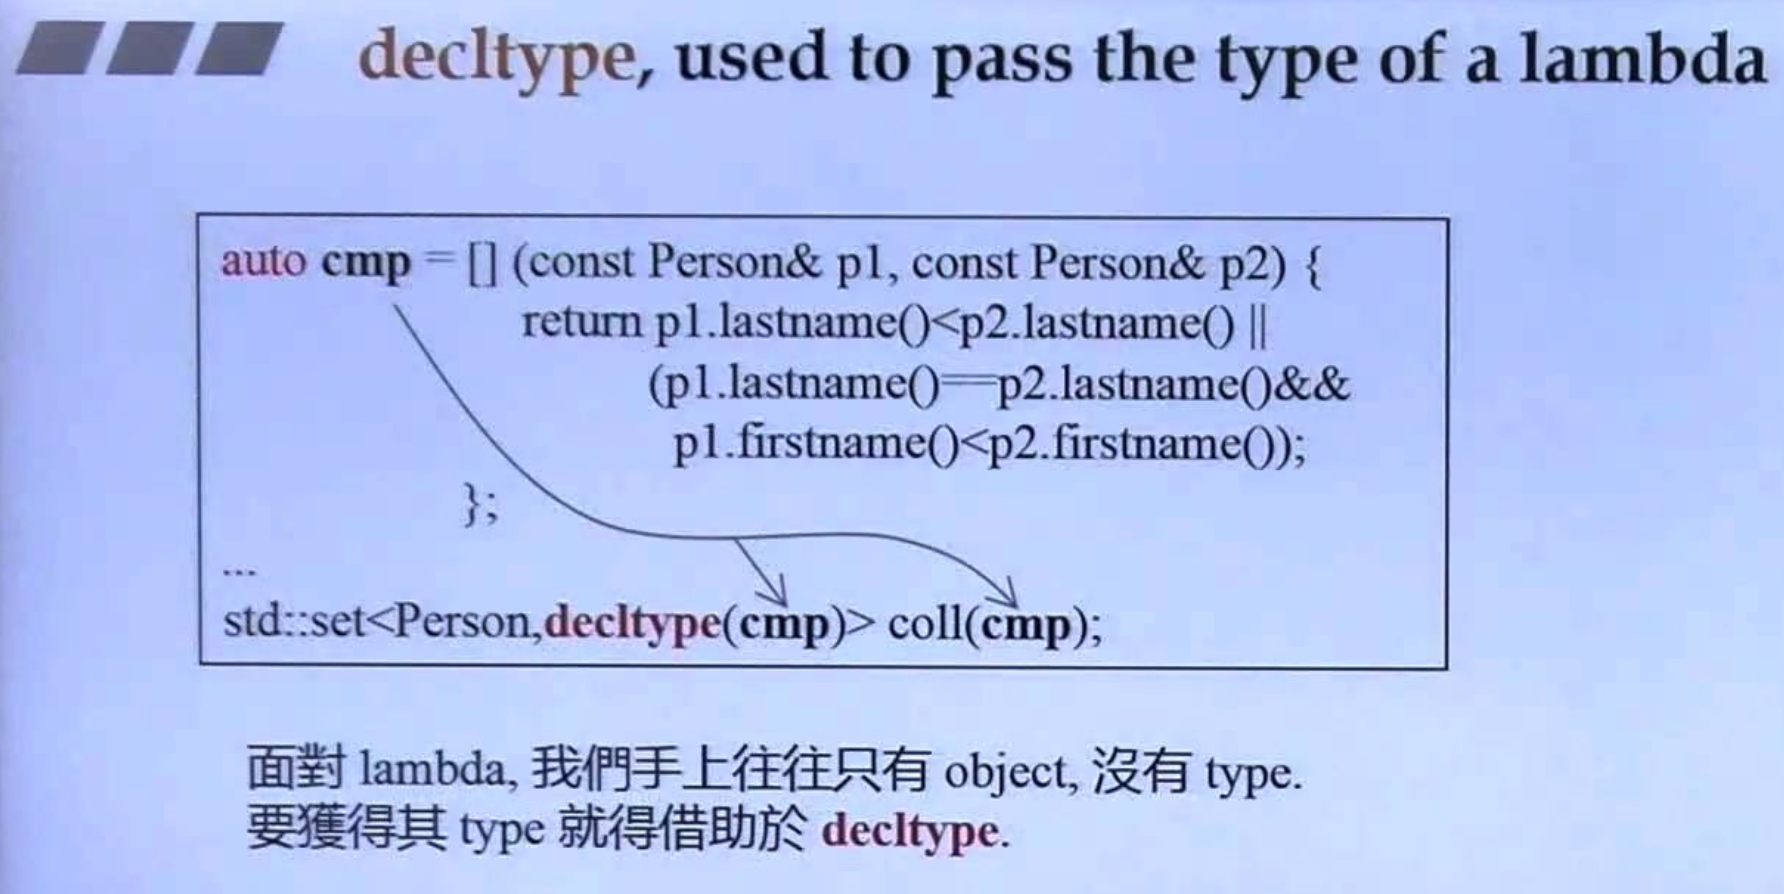 decltype, used to pass the type of a lambda
auto cmp = [] (const Person& p1, const Person& p2) {
return p1.lastname()<p2.lastname() ||
(p1.lastname()==p2.lastname()&&
p1.firstname()<p2.firstname());
};
...
std::set<Person,decltype(cmp)> coll(cmp);
面對 lambda, 我們手上往往只有 object, 沒有 type.
要獲得其 type 就得借助於 decltype.